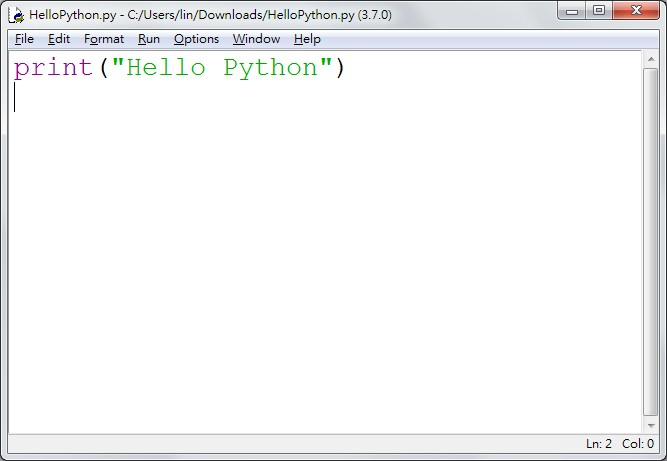 HelloPython.py - C:/Users/lin/Downloads/HelloPython.py (3.7.0)
File Edit Format Run Options Window Help
print("Hello Python")
Ln: 2 Col: 0